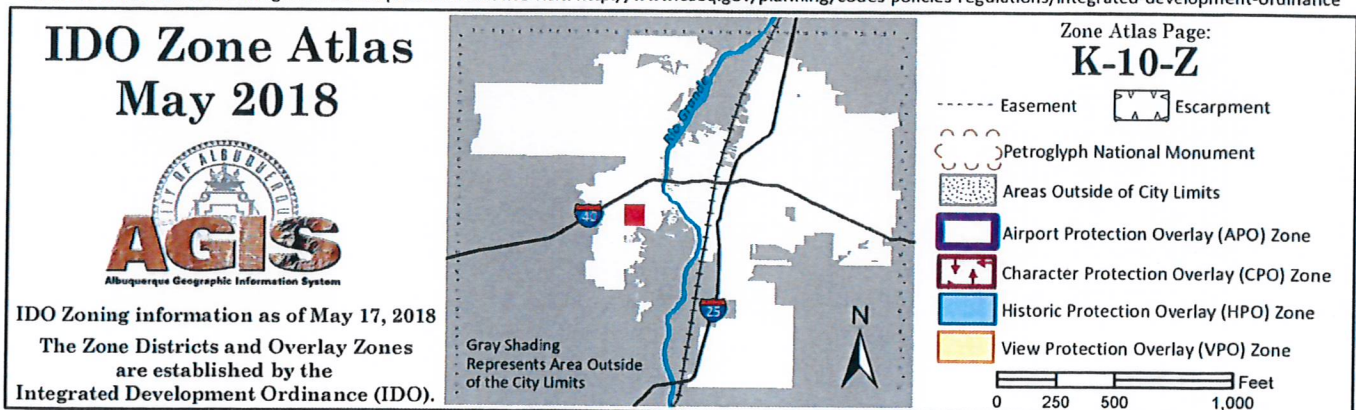 IDO Zone Atlas
May 2018
CITY OF ALBUQUERQUE
AGIS
Albuquerque Geographic Information System
IDO Zoning information as of May 17, 2018
The Zone Districts and Overlay Zones
are established by the
Integrated Development Ordinance (IDO).
Rio Grande
40
25
N
Gray Shading
Represents Area Outside
of the City Limits
Zone Atlas Page:
K-10-Z
Easement
Escarpment
Petroglyph National Monument
Areas Outside of City Limits
Airport Protection Overlay (APO) Zone
Character Protection Overlay (CPO) Zone
Historic Protection Overlay (HPO) Zone
View Protection Overlay (VPO) Zone
Feet
0 250 500 1,000